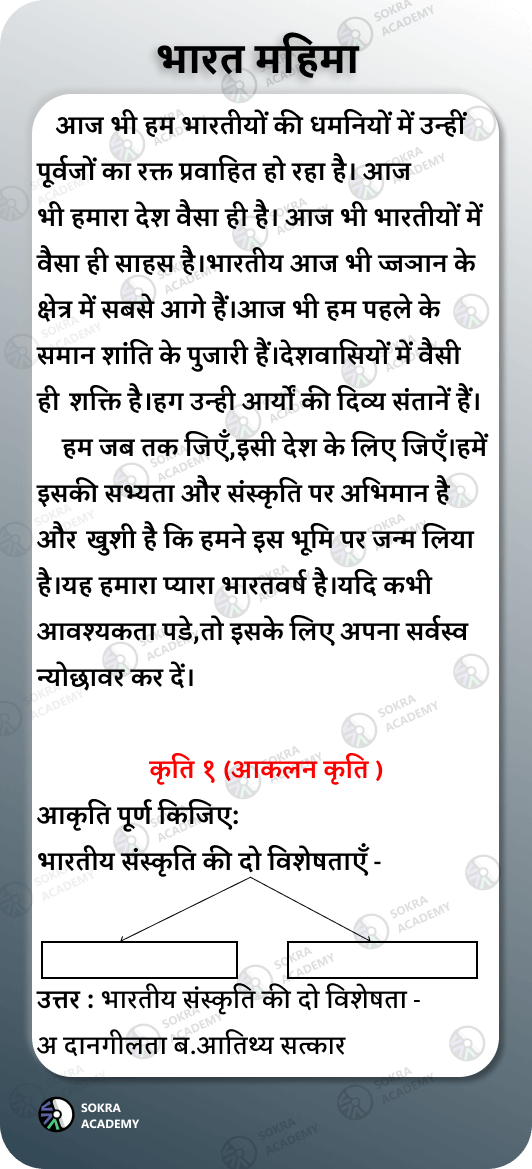 भारत महिमा
आज भी हम भारतीयों की धमनियों में उन्हीं
पूर्वजों का रक्त प्रवाहित हो रहा है। आज
भी हमारा देश वैसा ही है। आज भी भारतीयों में
वैसा ही साहस है।भारतीय आज भी ज्जञान के
क्षेत्र में सबसे आगे हैं।आज भी हम पहले के
समान शांति के पुजारी हैं।देशवासियों में वैसी
ही शक्ति है।हग उन्ही आर्यों की दिव्य संतानें हैं।
हम जब तक जिएँ,इसी देश के लिए जिएँ।हमें
इसकी सभ्यता और संस्कृति पर अभिमान है
और खुशी है कि हमने इस भूमि पर जन्म लिया
है।यह हमारा प्यारा भारतवर्ष है।यदि कभी
आवश्यकता पडे,तो इसके लिए अपना सर्वस्व
न्योछावर कर दें।
कृति १ (आकलन कृति )
आकृति पूर्ण किजिए:
भारतीय संस्कृति की दो विशेषताएँ -
उत्तर : भारतीय संस्कृति की दो विशेषता -
अ दानगीलता ब.आतिथ्य सत्कार
SOKRA
ACADEMY